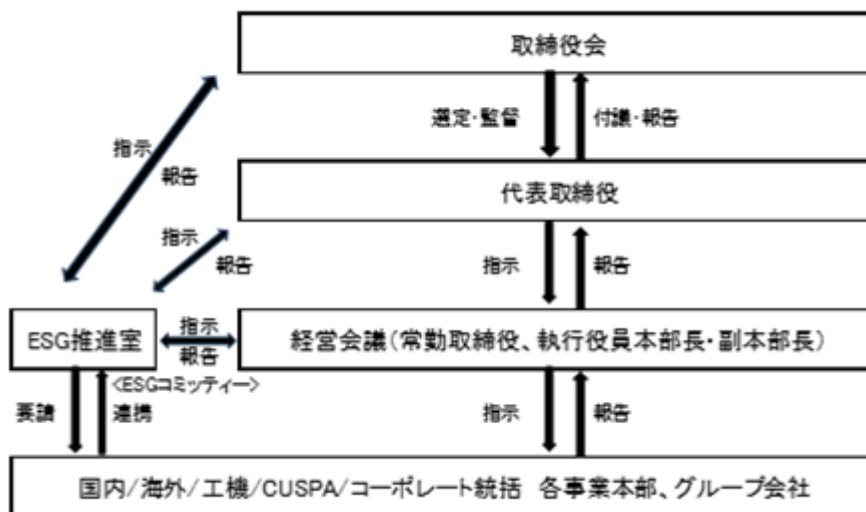 取締役会
選定・監督
付議・報告
指示
報告
代表取締役
指示
報告
指示
報告
ESG推進室
指示
報告
経営会議（常勤取締役、執行役員本部長・副本部長）
<ESGコミッティー>
要請
連携
指示
報告
国内/海外/工機/CUSPA/コーポレート統括 各事業本部、グループ会社